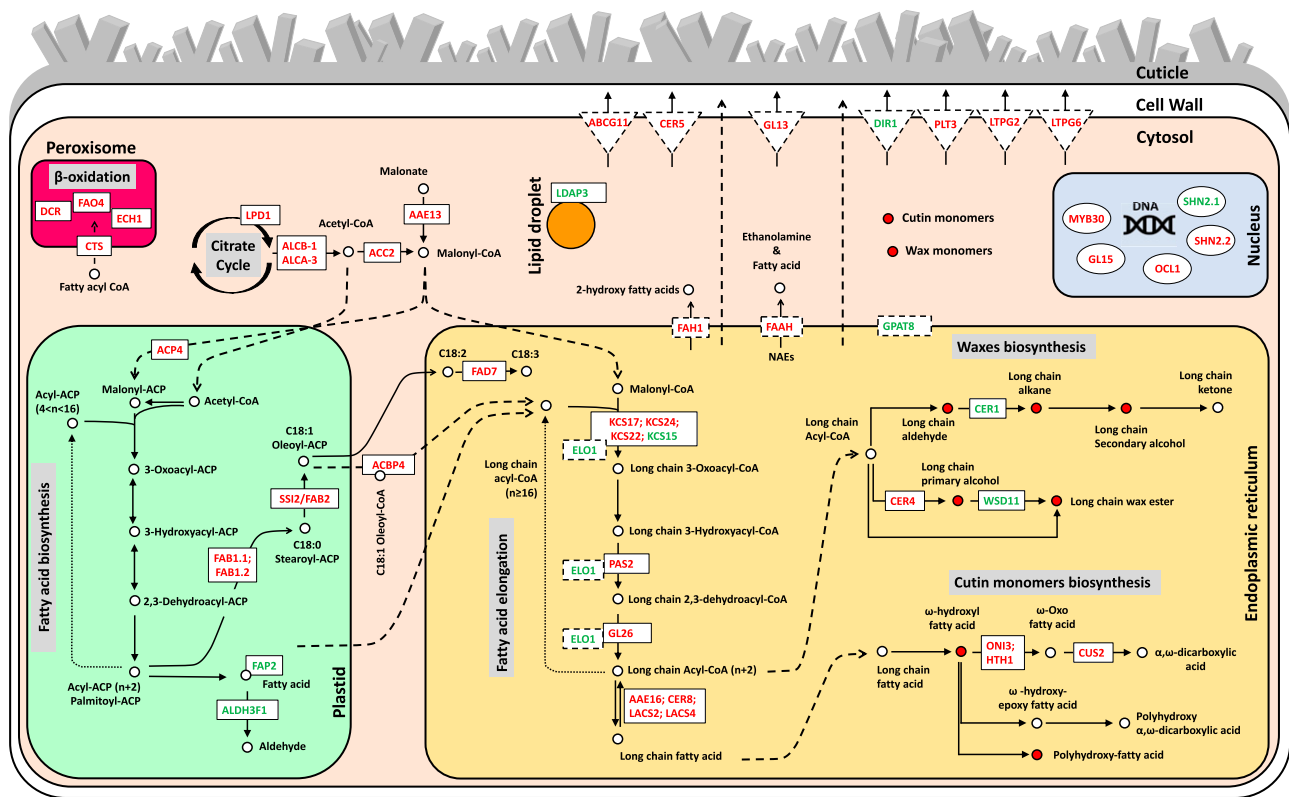 Cuticle
Cell Wall
Cytosol
ABCG11
CER5
GL13
DIR1
PLT3
LTPG2
LTPG6
Peroxisome
β-oxidation
DCR
FAO4
ECH1
CTS
Fatty acyl CoA
LPD1
Citrate
Cycle
ALCB-1
ALCA-3
Acetyl-CoA
ACC2
Malonate
AAE13
Malonyl-CoA
Lipid droplet
LDAP3
Ethanolamine
&
Fatty acid
2-hydroxy fatty acids
FAH1
FAAH
NAEs
GPAT8
Cutin monomers
Wax monomers
Nucleus
DNA
MYB30
SHN2.1
SHN2.2
GL15
OCL1
Plastid
Fatty acid biosynthesis
ACP4
Malonyl-ACP
Acetyl-CoA
Acyl-ACP
(4<n<16)
3-Oxoacyl-ACP
3-Hydroxyacyl-ACP
2,3-Dehydroacyl-ACP
Acyl-ACP (n+2)
Palmitoyl-ACP
FAB1.1;
FAB1.2
C18:1
Oleoyl-ACP
SSI2/FAB2
C18:0
Stearoyl-ACP
FAP2
Fatty acid
ALDH3F1
Aldehyde
ACBP4
C18:1 Oleoyl-CoA
Endoplasmic reticulum
C18:2
FAD7
C18:3
Fatty acid elongation
Malonyl-CoA
KCS17; KCS24;
KCS22; KCS15
ELO1
Long chain
acyl-CoA
(n≥16)
Long chain 3-Oxoacyl-CoA
Long chain 3-Hydroxyacyl-CoA
PAS2
ELO1
Long chain 2,3-dehydroacyl-CoA
GL26
ELO1
Long chain Acyl-CoA (n+2)
AAE16; CER8;
LACS2; LACS4
Long chain fatty acid
Waxes biosynthesis
Long chain
Acyl-CoA
Long chain
aldehyde
CER1
Long chain
alkane
Long chain
Secondary alcohol
Long chain
ketone
CER4
Long chain
primary alcohol
WSD11
Long chain wax ester
Cutin monomers biosynthesis
Long chain
fatty acid
ω-hydroxyl
fatty acid
ONI3;
HTH1
ω-Oxo
fatty acid
CUS2
α,ω-dicarboxylic
acid
ω -hydroxy-
epoxy fatty acid
Polyhydroxy
α,ω-dicarboxylic acid
Polyhydroxy-fatty acid